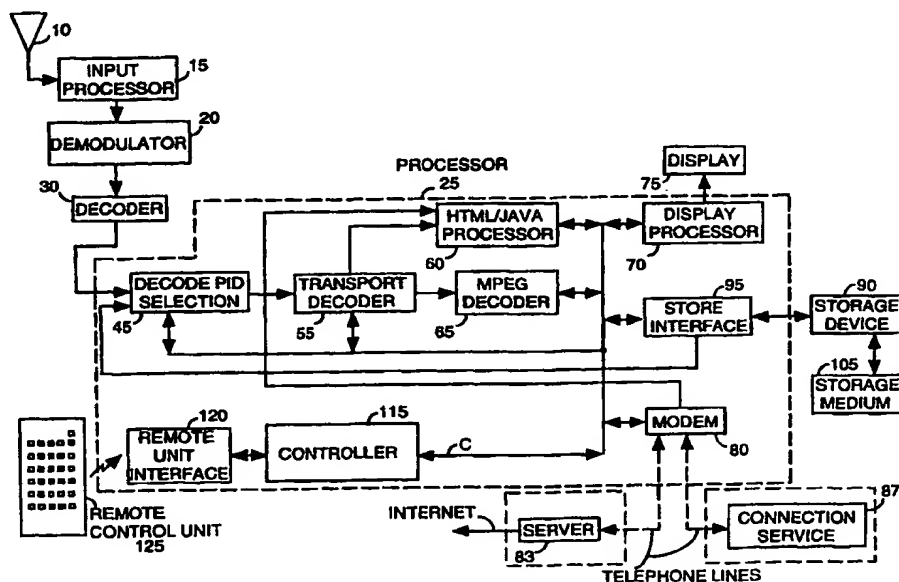 10
INPUT
PROCESSOR
15
20
DEMODULATOR
30
DECODER
PROCESSOR
25
75
DISPLAY
HTML/JAVA
PROCESSOR
60
DISPLAY
PROCESSOR
70
DECODE PID
SELECTION
45
TRANSPORT
DECODER
55
MPEG
DECODER
65
95
STORE
INTERFACE
90
STORAGE
DEVICE
105
STORAGE
MEDIUM
120
REMOTE
UNIT
INTERFACE
115
CONTROLLER
C
MODEM
80
REMOTE
CONTROL UNIT
125
INTERNET
SERVER
83
87
CONNECTION
SERVICE
TELEPHONE LINES